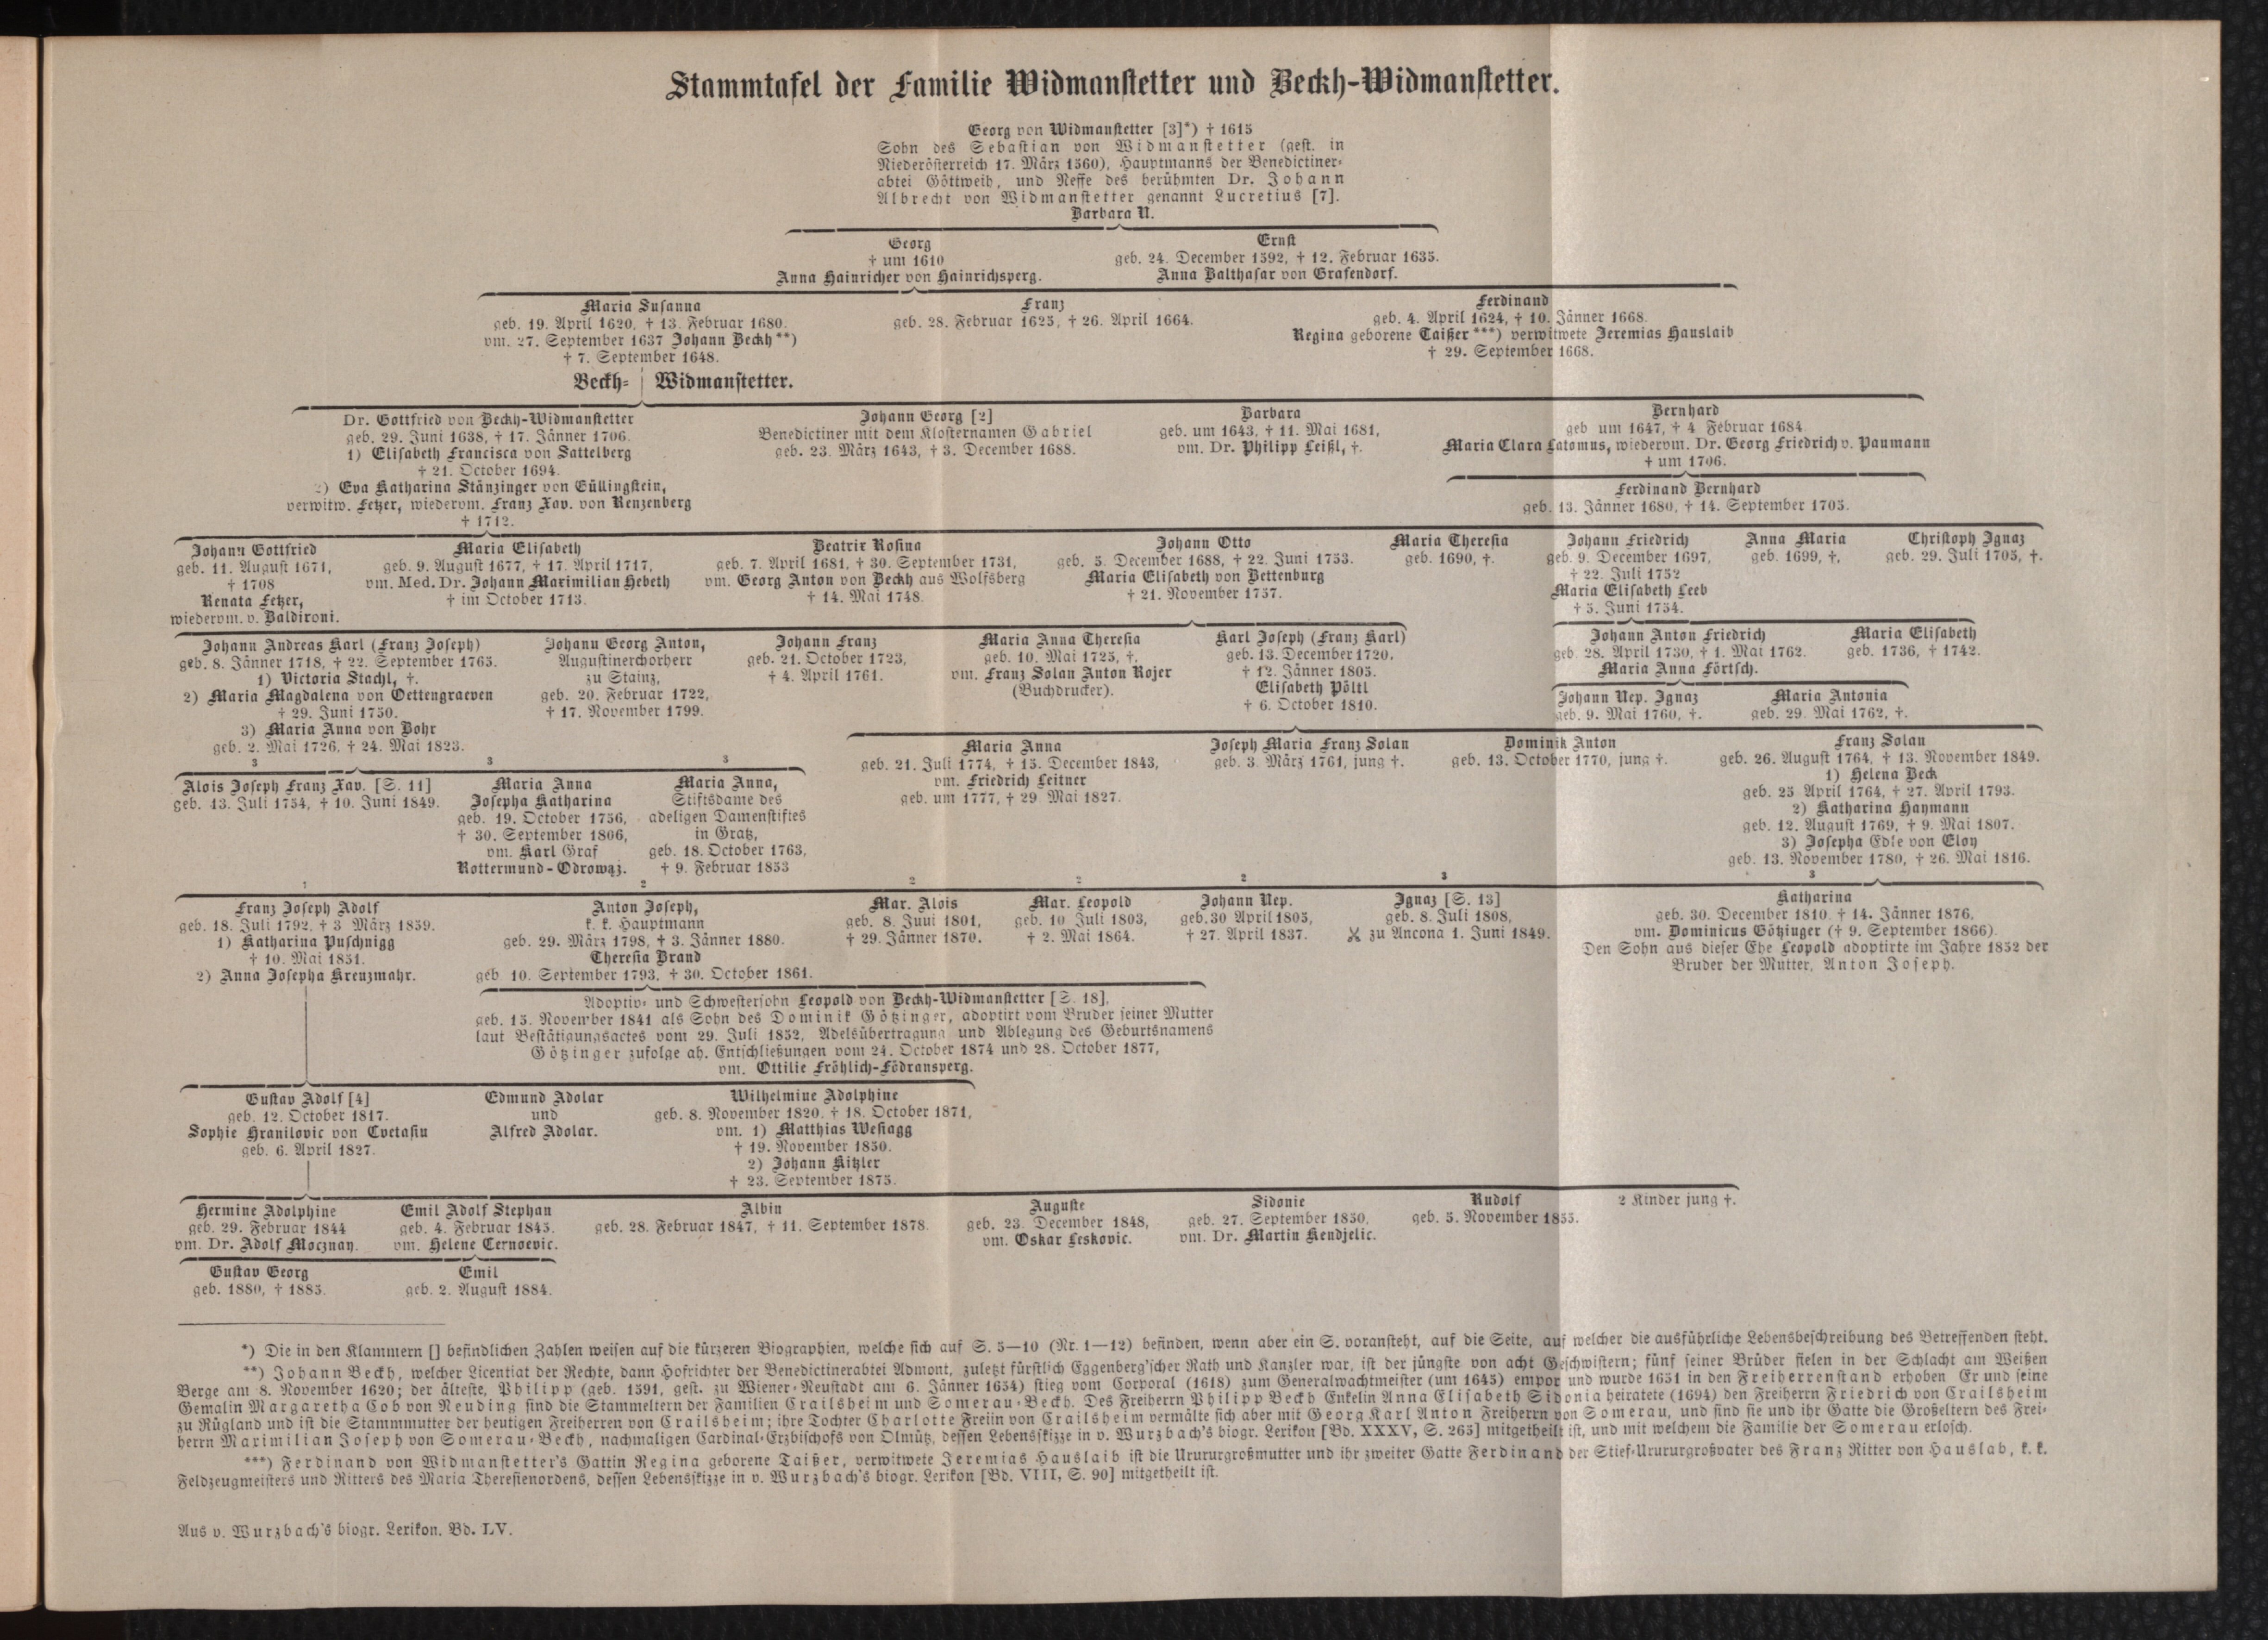 Stammtafel der Familie Widmanstetter und Beckh-Widmanstetter.
Georg von Widmanstetter [3]*) † 1615
Sohn des Sebastian von Widmanstetter (gest. in
Niederösterreich 17. März 1560), Hauptmanns der Benedictiner-
abtei Göttweih, und Neffe des berühmten Dr. Johann
Albrecht von Widmanstetter genannt Lucretius [7].
Barbara N.
Georg
† um 1610
Anna Hainricher von Hainrichsperg.
Ernst
geb. 24. December 1592, † 12. Februar 1635.
Anna Balthasar von Grafendorf.
Maria Susanna
geb. 19. April 1620, † 13. Februar 1680.
vm. 27. September 1637 Johann Beckh **)
† 7. September 1648.
Franz
geb. 28. Februar 1623, † 26. April 1664.
Ferdinand
geb. 4. April 1624, † 10. Jänner 1668.
Regina geborene Taißer ***) verwitwete Jeremias Hauslaib
† 29. September 1668.
Beckh- Widmanstetter.
Dr. Gottfried von Beckh-Widmanstetter
geb. 29. Juni 1638, † 17. Jänner 1706.
1) Elisabeth Francisca von Sattelberg
† 21. October 1694.
2) Eva Katharina Stänzinger von Güllingstein,
verwitw. Fetzer, wiedervm. Franz Xav. von Renzenberg
† 1712.
Johann Georg [2]
Benedictiner mit dem Klosternamen Gabriel
geb. 23. März 1643, † 3. December 1688.
Barbara
geb. um 1643, † 11. Mai 1681,
vm. Dr. Philipp Leißl, †.
Bernhard
geb um 1647, † 4 Februar 1684
Maria Clara Latomus, wiedervm. Dr. Georg Friedrich v. Paumann
† um 1706.
Ferdinand Bernhard
geb. 13. Jänner 1680, † 14. September 1705.
Johann Gottfried
geb. 11. August 1671,
† 1708
Renata Fetzer,
wiedervm. v. Baldironi.
Maria Elisabeth
geb. 9. August 1677, † 17. April 1717,
vm. Med. Dr. Johann Maximilian Hebeth
† im October 1713.
Beatrix Rosina
geb. 7. April 1681, † 30. September 1731,
vm. Georg Anton von Beckh aus Wolfsberg
† 14. Mai 1748.
Johann Otto
geb. 5. December 1688, † 22. Juni 1753.
Maria Elisabeth von Bettenburg
† 21. November 1757.
Maria Theresia
geb. 1690, †.
Johann Friedrich
geb. 9. December 1697,
† 22. Juli 1752
Maria Elisabeth Leeb
† 5. Juni 1754.
Anna Maria
geb. 1699, †,
Christoph Ignaz
geb. 29. Juli 1705, †.
Johann Andreas Karl (Franz Joseph)
geb. 8. Jänner 1718, † 22. September 1765.
1) Victoria Stachl, †.
2) Maria Magdalena von Oettengraeven
† 29. Juni 1750.
3) Maria Anna von Bohr
geb. 2. Mai 1726, † 24. Mai 1823.
Johann Georg Anton,
Augustinerchorherr
zu Stainz,
geb. 20. Februar 1722,
† 17. November 1799.
Johann Franz
geb. 21. October 1723,
† 4. April 1761.
Maria Anna Theresia
geb. 10. Mai 1725, †,
vm. Franz Solan Anton Rojer
(Buchdrucker).
Karl Joseph (Franz Karl)
geb. 13. December 1720,
† 12. Jänner 1805.
Elisabeth Pöltl
† 6. October 1810.
Johann Anton Friedrich
geb. 28. April 1730, † 1. Mai 1762.
Maria Anna Förtsch.
Maria Elisabeth
geb. 1736, † 1742.
Johann Nep. Ignaz
geb. 9. Mai 1760, †.
Maria Antonia
geb. 29. Mai 1762, †.
3 3 3
Alois Joseph Franz Xav. [S. 11]
geb. 13. Juli 1754, † 10. Juni 1849.
Maria Anna
Josepha Katharina
geb. 19. October 1756,
† 30. September 1806,
vm. Karl Graf
Rottermund-Odrowąz.
Maria Anna,
Stiftsdame des
adeligen Damenstiftes
in Gratz,
geb. 18. October 1763,
† 9. Februar 1853
Maria Anna
geb. 21. Juli 1774, † 15. December 1843,
vm. Friedrich Leitner
geb. um 1777, † 29 Mai 1827.
Joseph Maria Franz Solan
geb. 3. März 1761, jung †.
Dominik Anton
geb. 13. October 1770, jung †.
Franz Solan
geb. 26. August 1764, † 13. November 1849.
1) Helena Beck
geb. 25 April 1764, † 27. April 1793.
2) Katharina Haymann
geb. 12. August 1769, † 9. Mai 1807.
3) Josepha Edle von Eloy
geb. 13. November 1780, † 26. Mai 1816.
1 2 2 2 2 3 3
Franz Joseph Adolf
geb. 18. Juli 1792, † 3 März 1859.
1) Katharina Puschnigg
† 10. Mai 1851.
2) Anna Josepha Kreuzmahr.
Anton Joseph,
k. k. Hauptmann
geb. 29. März 1798, † 3. Jänner 1880.
Theresia Brand
geb. 10. September 1793, † 30. October 1861.
Mar. Alois
geb. 8. Juni 1801,
† 29. Jänner 1870.
Mar. Leopold
geb. 10. Juli 1803,
† 2. Mai 1864.
Johann Nep.
geb. 30 April 1805,
† 27. April 1837.
Ignaz [S. 13]
geb. 8. Juli 1808,
⚔ zu Ancona 1. Juni 1849.
Katharina
geb. 30. December 1810, † 14. Jänner 1876,
vm. Dominicus Götzinger († 9. September 1866).
Den Sohn aus dieser Ehe Leopold adoptirte im Jahre 1852 der
Bruder der Mutter, Anton Joseph.
Adoptiv- und Schwestersohn Leopold von Beckh-Widmanstetter [S. 18],
geb. 15. November 1841 als Sohn des Dominik Götzinger, adoptirt vom Bruder seiner Mutter
laut Bestätigungsactes vom 29. Juli 1852, Adelsübertragung und Ablegung des Geburtsnamens
Götzinger zufolge ah. Entschließungen vom 24. October 1874 und 28. October 1877,
vm. Ottilie Fröhlich-Födransperg.
Gustav Adolf [4]
geb. 12. October 1817.
Sophie Hranilovic von Cvetasin
geb. 6. April 1827.
Edmund Adolar
und
Alfred Adolar.
Wilhelmine Adolphine
geb. 8. November 1820, † 18. October 1871,
vm. 1) Matthias Westagg
† 19. November 1850.
2) Johann Kitzler
† 23. September 1875.
Hermine Adolphine
geb. 29. Februar 1844
vm. Dr. Adolf Mocznay.
Emil Adolf Stephan
geb. 4. Februar 1845.
vm. Helene Cernoevic.
Albin
geb. 28. Februar 1847, † 11. September 1878.
Auguste
geb. 23. December 1848,
vm. Oskar Leskovic.
Sidonie
geb. 27. September 1850,
vm. Dr. Martin Kendjelic.
Rudolf
geb. 5. November 1855.
2 Kinder jung †.
Gustav Georg
geb. 1880, † 1885.
Emil
geb. 2. August 1884.
*) Die in den Klammern [] befindlichen Zahlen weisen auf die kürzeren Biographien, welche sich auf S. 5—10 (Nr. 1—12) befinden, wenn aber ein S. voransteht, auf die Seite, auf welcher die ausführliche Lebensbeschreibung des Betreffenden steht.
**) Johann Beckh, welcher Licentiat der Rechte, dann Hofrichter der Benedictinerabtei Admont, zuletzt fürstlich Eggenberg'scher Rath und Kanzler war, ist der jüngste von acht Geschwistern; fünf seiner Brüder fielen in der Schlacht am Weißen
Berge am 8. November 1620; der älteste, Philipp (geb. 1591, gest. zu Wiener-Neustadt am 6. Jänner 1654) stieg vom Corporal (1618) zum Generalwachtmeister (um 1645) empor und wurde 1651 in den Freiherrenstand erhoben Er und seine
Gemalin Margaretha Cob von Neuding sind die Stammeltern der Familien Crailsheim und Somerau-Beckh. Des Freiherrn Philipp Beckh Enkelin Anna Elisabeth Sidonia heiratete (1694) den Freiherrn Friedrich von Crailsheim
zu Rügland und ist die Stammmutter der heutigen Freiherren von Crailsheim; ihre Tochter Charlotte Freiin von Crailsheim vermälte sich aber mit Georg Karl Anton Freiherrn von Somerau, und sind sie und ihr Gatte die Großeltern des Frei-
herrn Maximilian Joseph von Somerau-Beckh, nachmaligen Cardinal-Erzbischofs von Olmütz, dessen Lebensskizze in v. Wurzbach's biogr. Lexikon [Bd. XXXV, S. 265] mitgetheilt ist, und mit welchem die Familie der Somerau erlosch.
***) Ferdinand von Widmanstetter's Gattin Regina geborene Taißer, verwitwete Jeremias Hauslaib ist die Urururgroßmutter und ihr zweiter Gatte Ferdinand der Stief-Urururgroßvater des Franz Ritter von Hauslab, k. k.
Feldzeugmeisters und Ritters des Maria Theresienordens, dessen Lebensskizze in v. Wurzbach's biogr. Lexikon [Bd. VIII, S. 90] mitgetheilt ist.
Aus v. Wurzbach's biogr. Lexikon. Bd. LV.